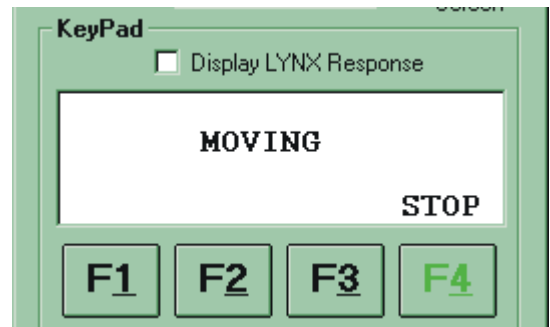 KeyPad
Display LYNX Response
MOVING
STOP
F1 F2 F3 F4